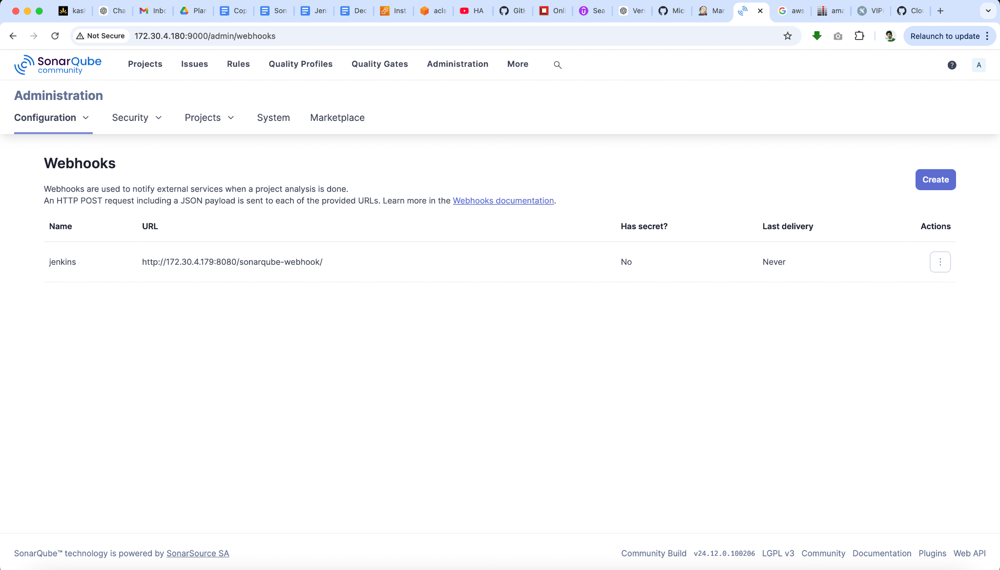 kas
Cha
Inbo
Plan
Cop
Son
Jen
Dec
Inst
acls
HA
GitH
Onli
Sea
Vers
Mic
Man
aws
ama
VIP
Clou
Not Secure
172.30.4.180:9000/admin/webhooks
Relaunch to update
SonarQube
community
Projects
Issues
Rules
Quality Profiles
Quality Gates
Administration
More
A
Administration
Configuration
Security
Projects
System
Marketplace
Webhooks
Create
Webhooks are used to notify external services when a project analysis is done.
An HTTP POST request including a JSON payload is sent to each of the provided URLs. Learn more in the Webhooks documentation.
Name URL Has secret? Last delivery Actions
jenkins http://172.30.4.179:8080/sonarqube-webhook/ No Never
SonarQube™ technology is powered by SonarSource SA
Community Build v24.12.0.100206 LGPL v3 Community Documentation Plugins Web API